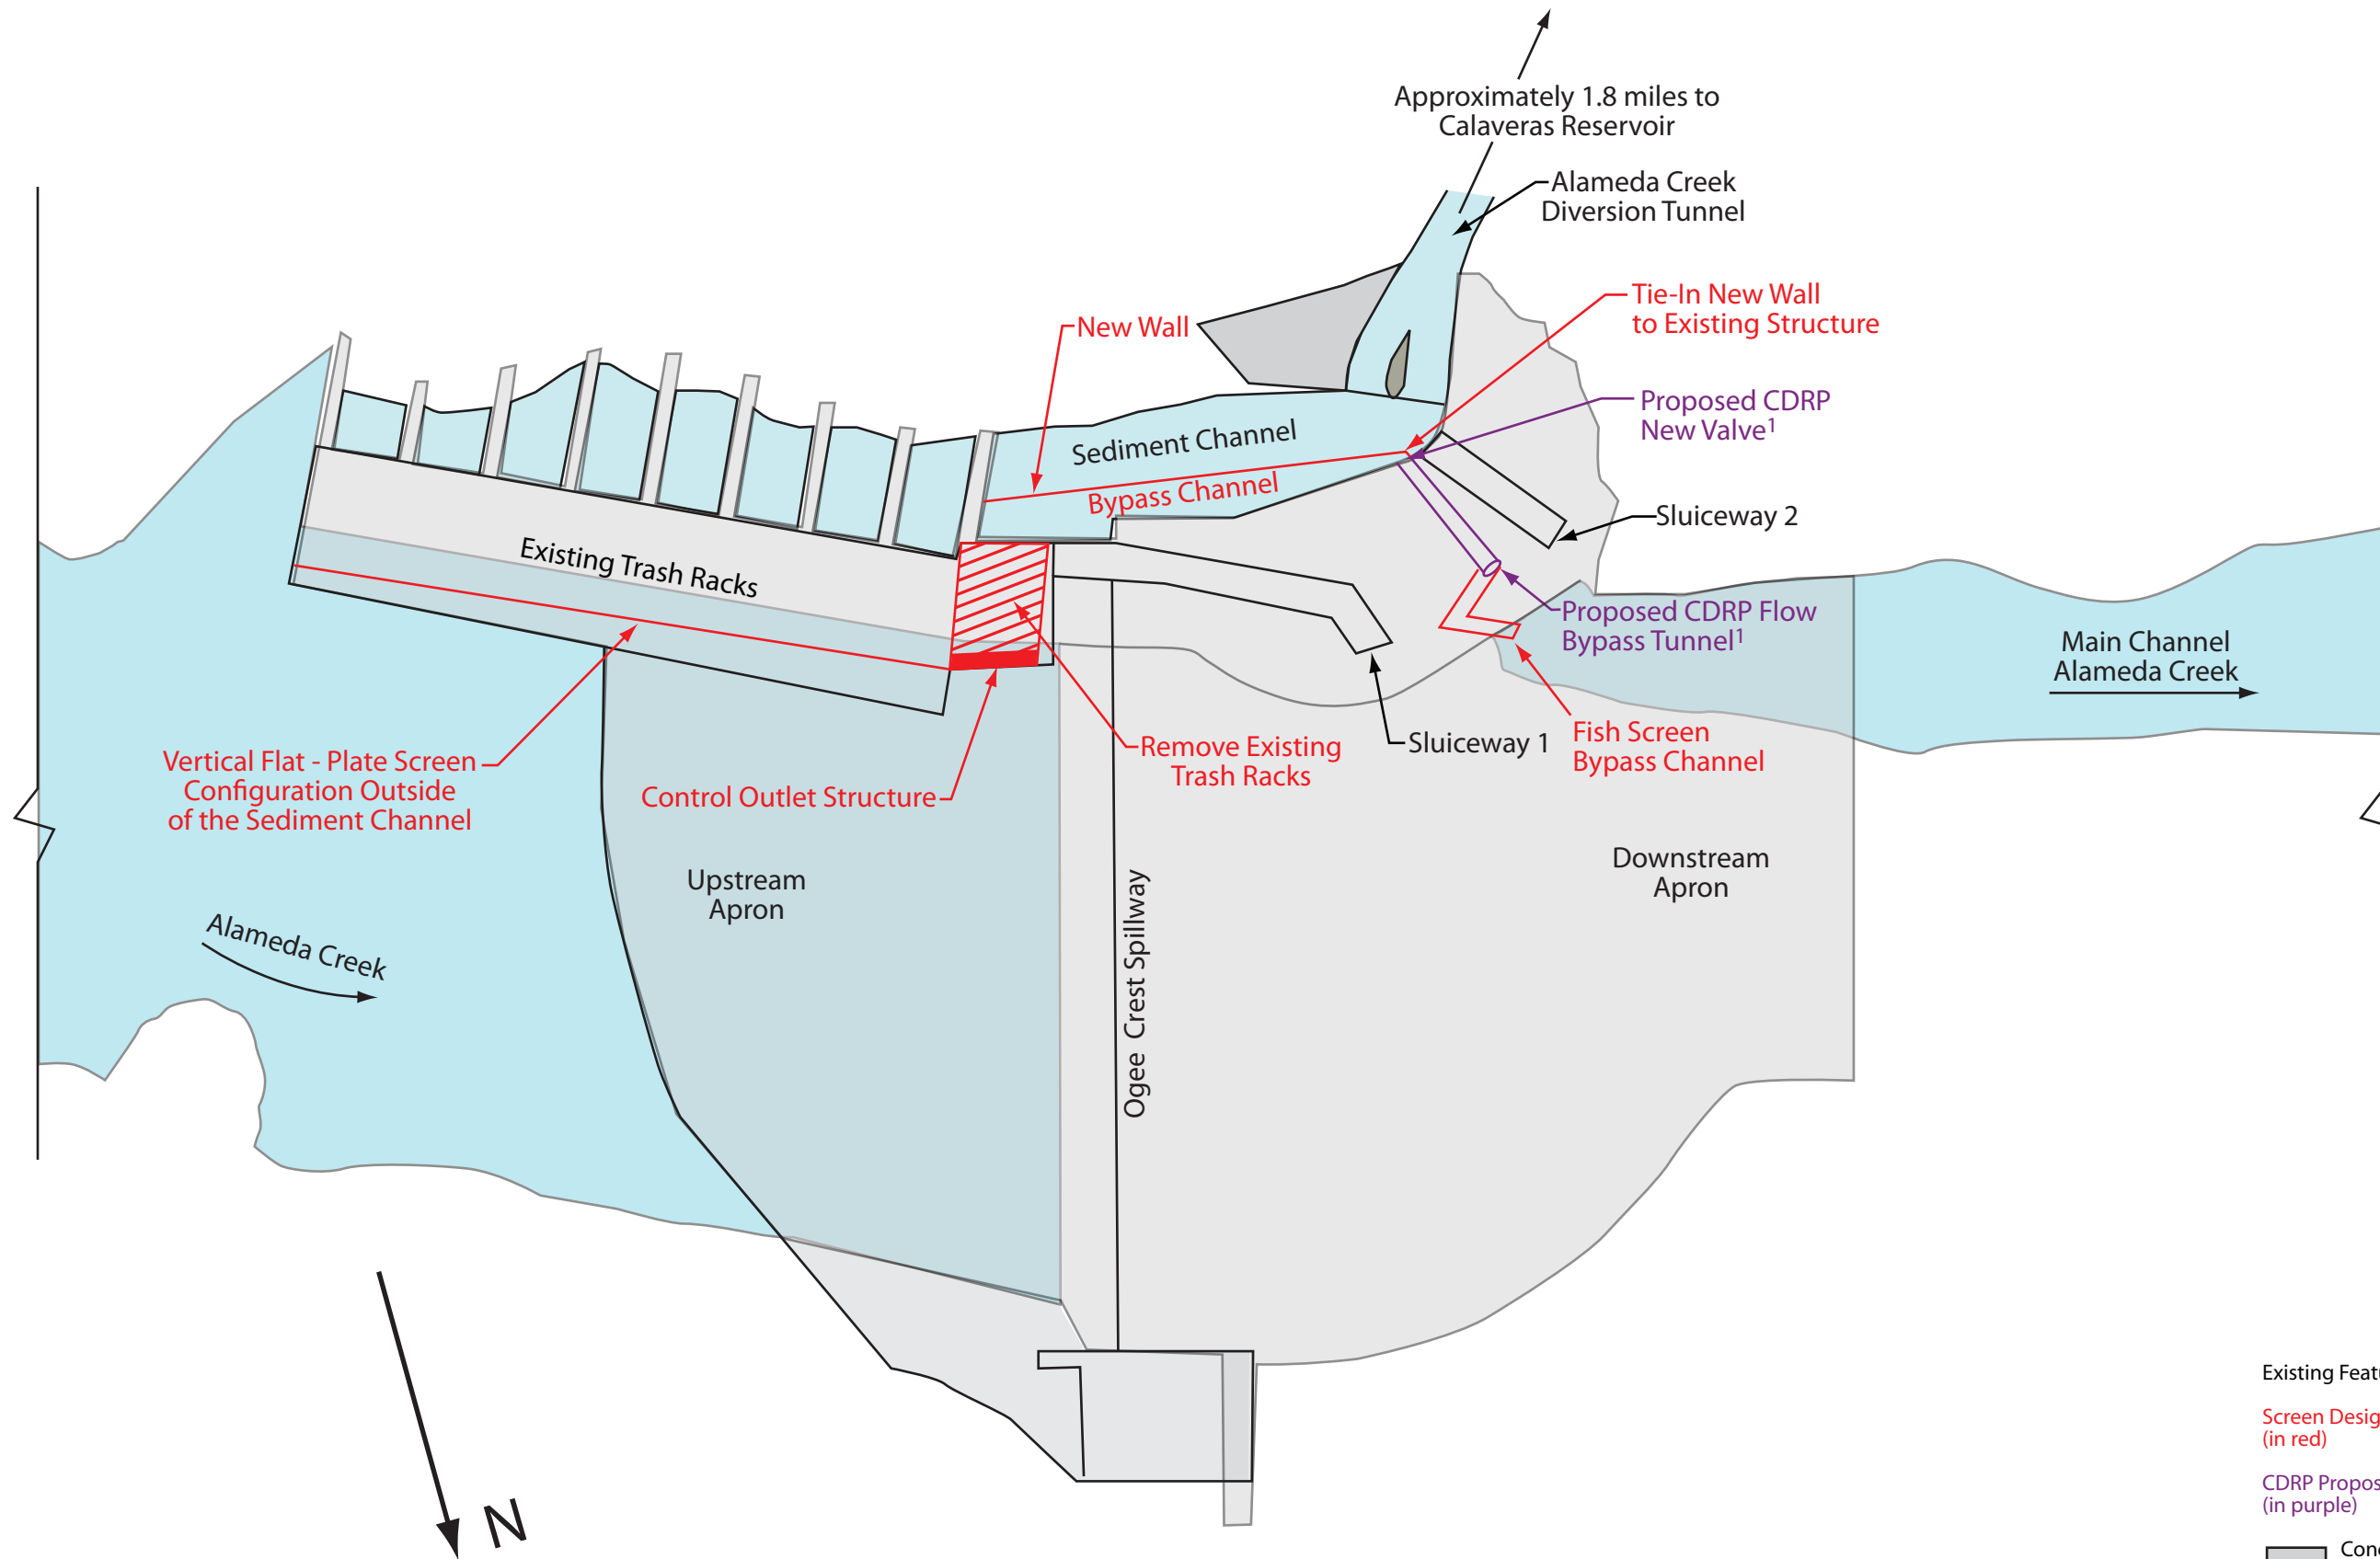 Approximately 1.8 miles to
Calaveras Reservoir
Alameda Creek
Diversion Tunnel
Tie-In New Wall
to Existing Structure
New Wall
Proposed CDRP
New Valve1
Sediment Channel
Bypass Channel
Sluiceway 2
Existing Trash Racks
Proposed CDRP Flow
Bypass Tunnel1
Main Channel
Alameda Creek
Fish Screen
Bypass Channel
Sluiceway 1
Remove Existing
Trash Racks
Vertical Flat - Plate Screen
Configuration Outside
of the Sediment Channel
Control Outlet Structure
Upstream
Apron
Downstream
Apron
Alameda Creek
Ogee Crest Spillway
N
Existing
Screen
(in red)
CDRP
(in purple)